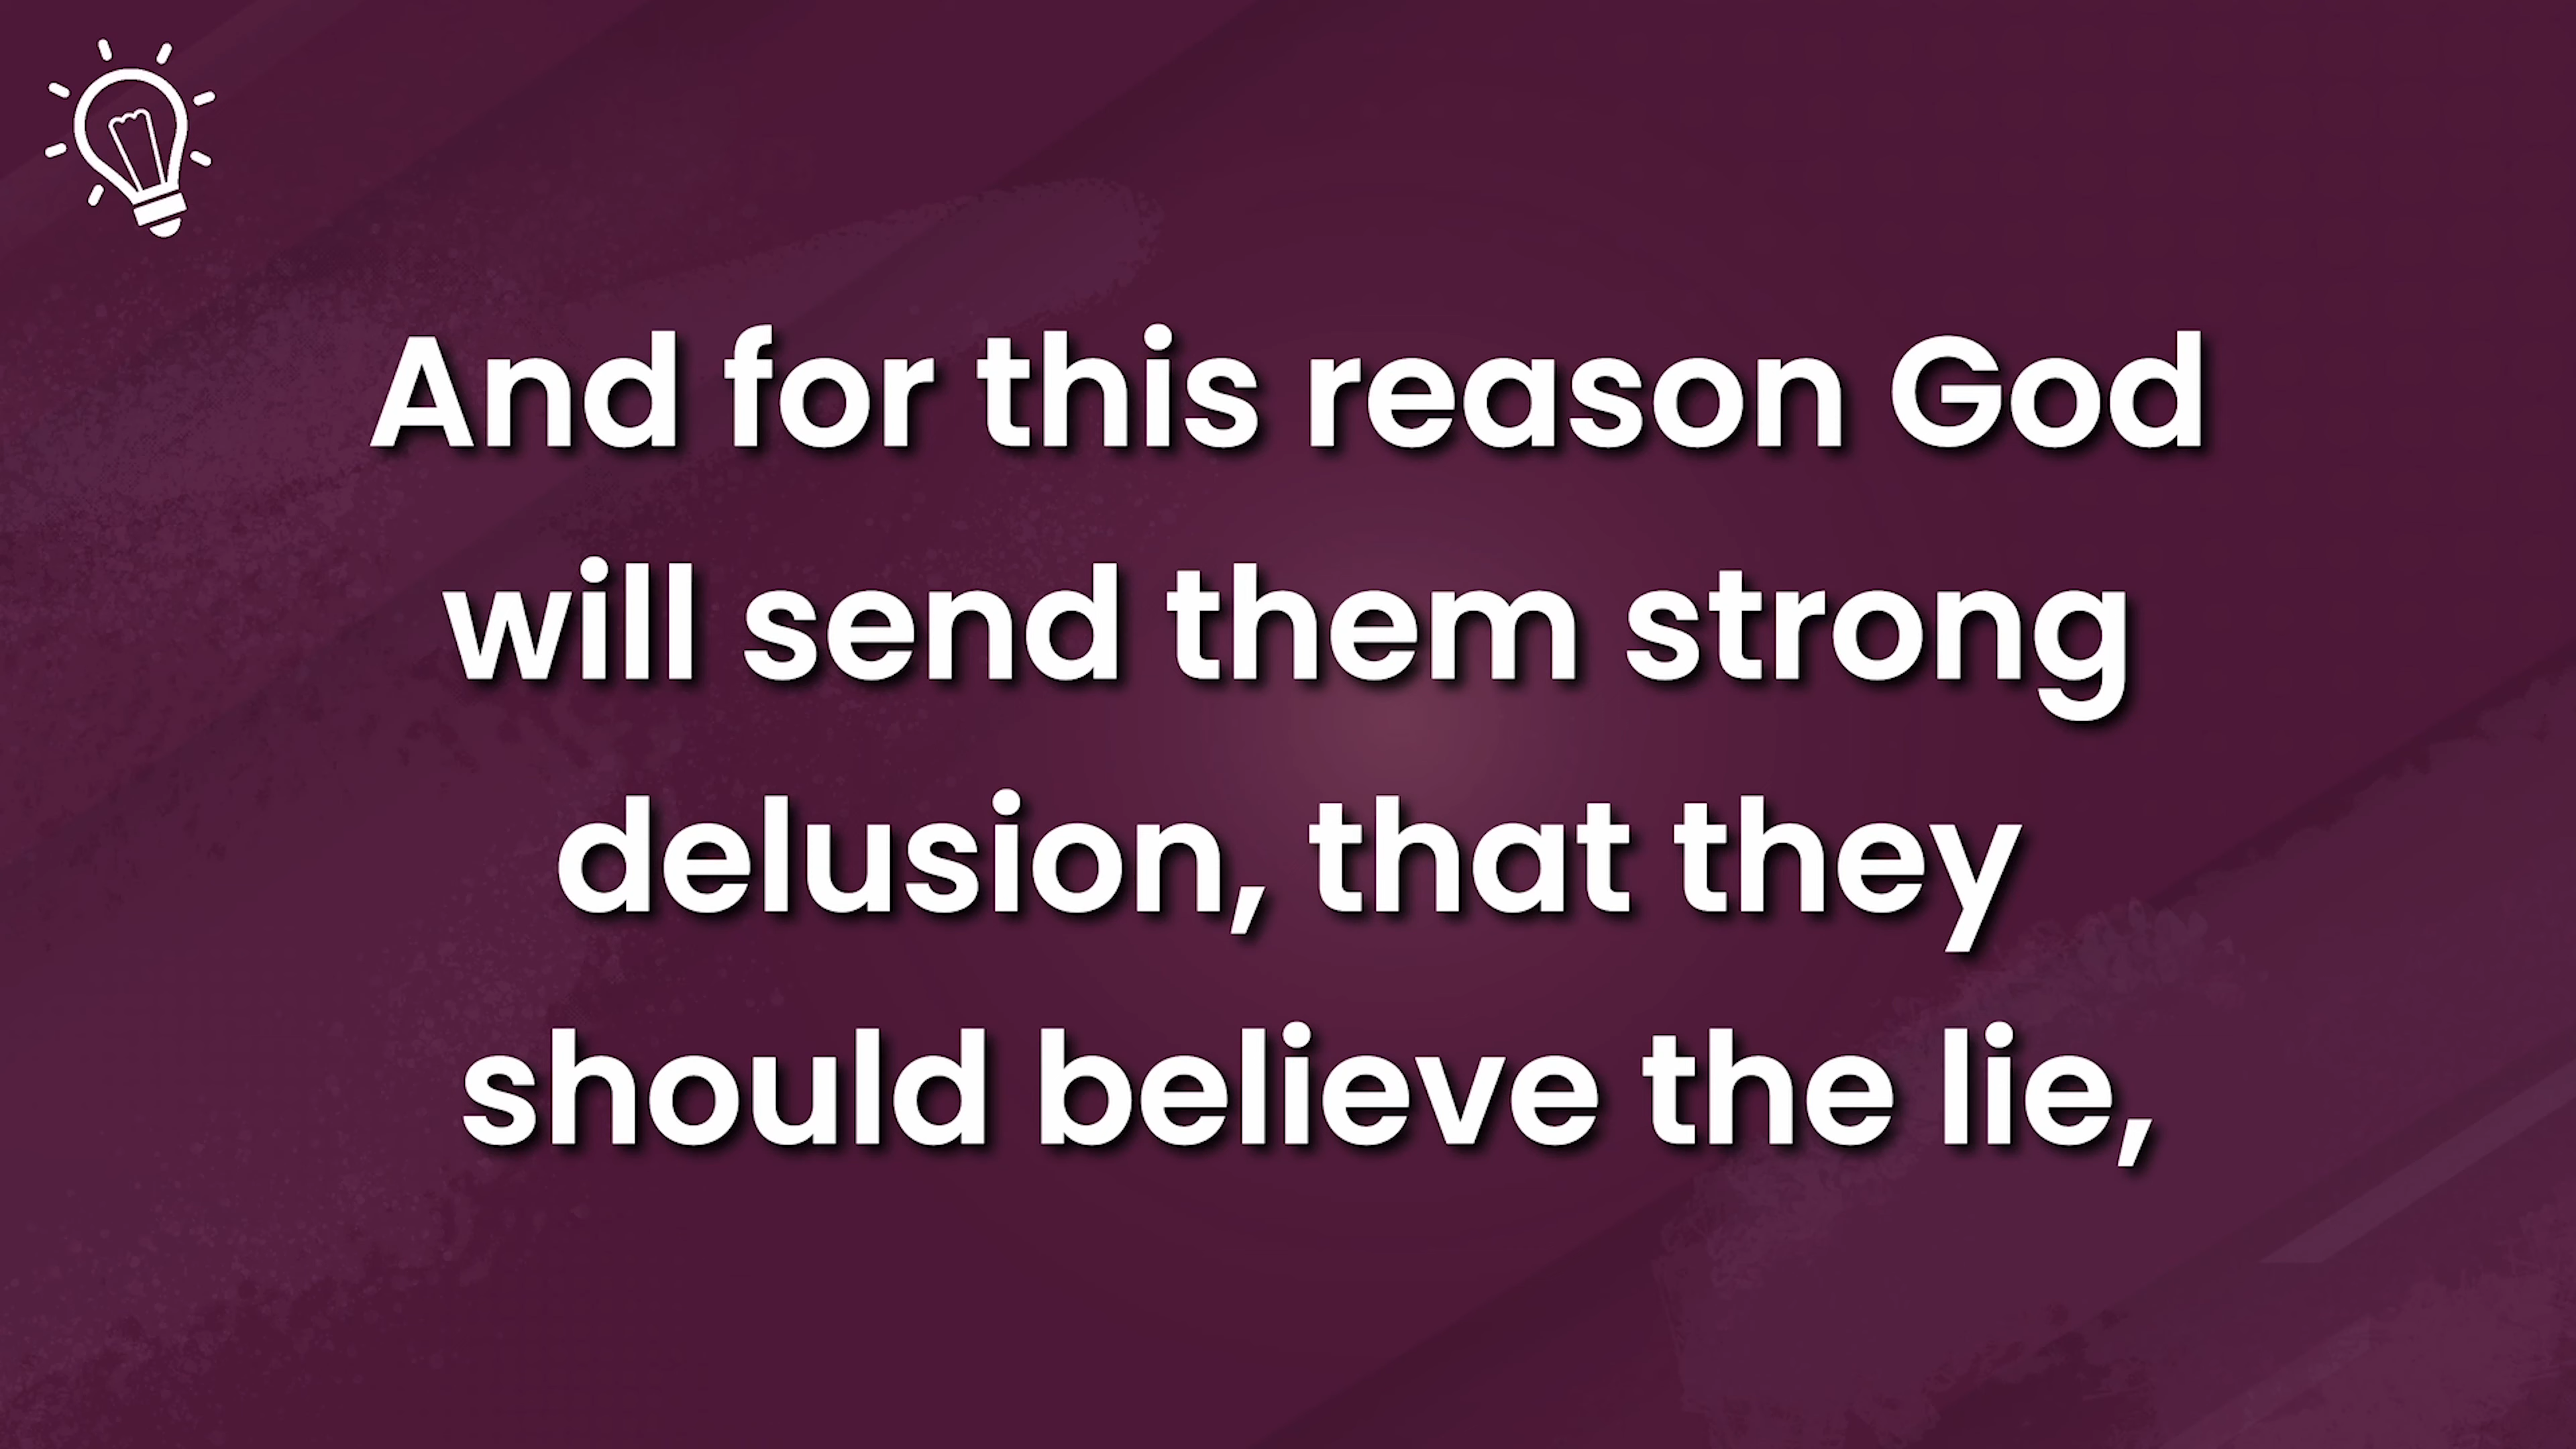 And for this reason God
will send them strong
delusion, that they
should believe the lie,